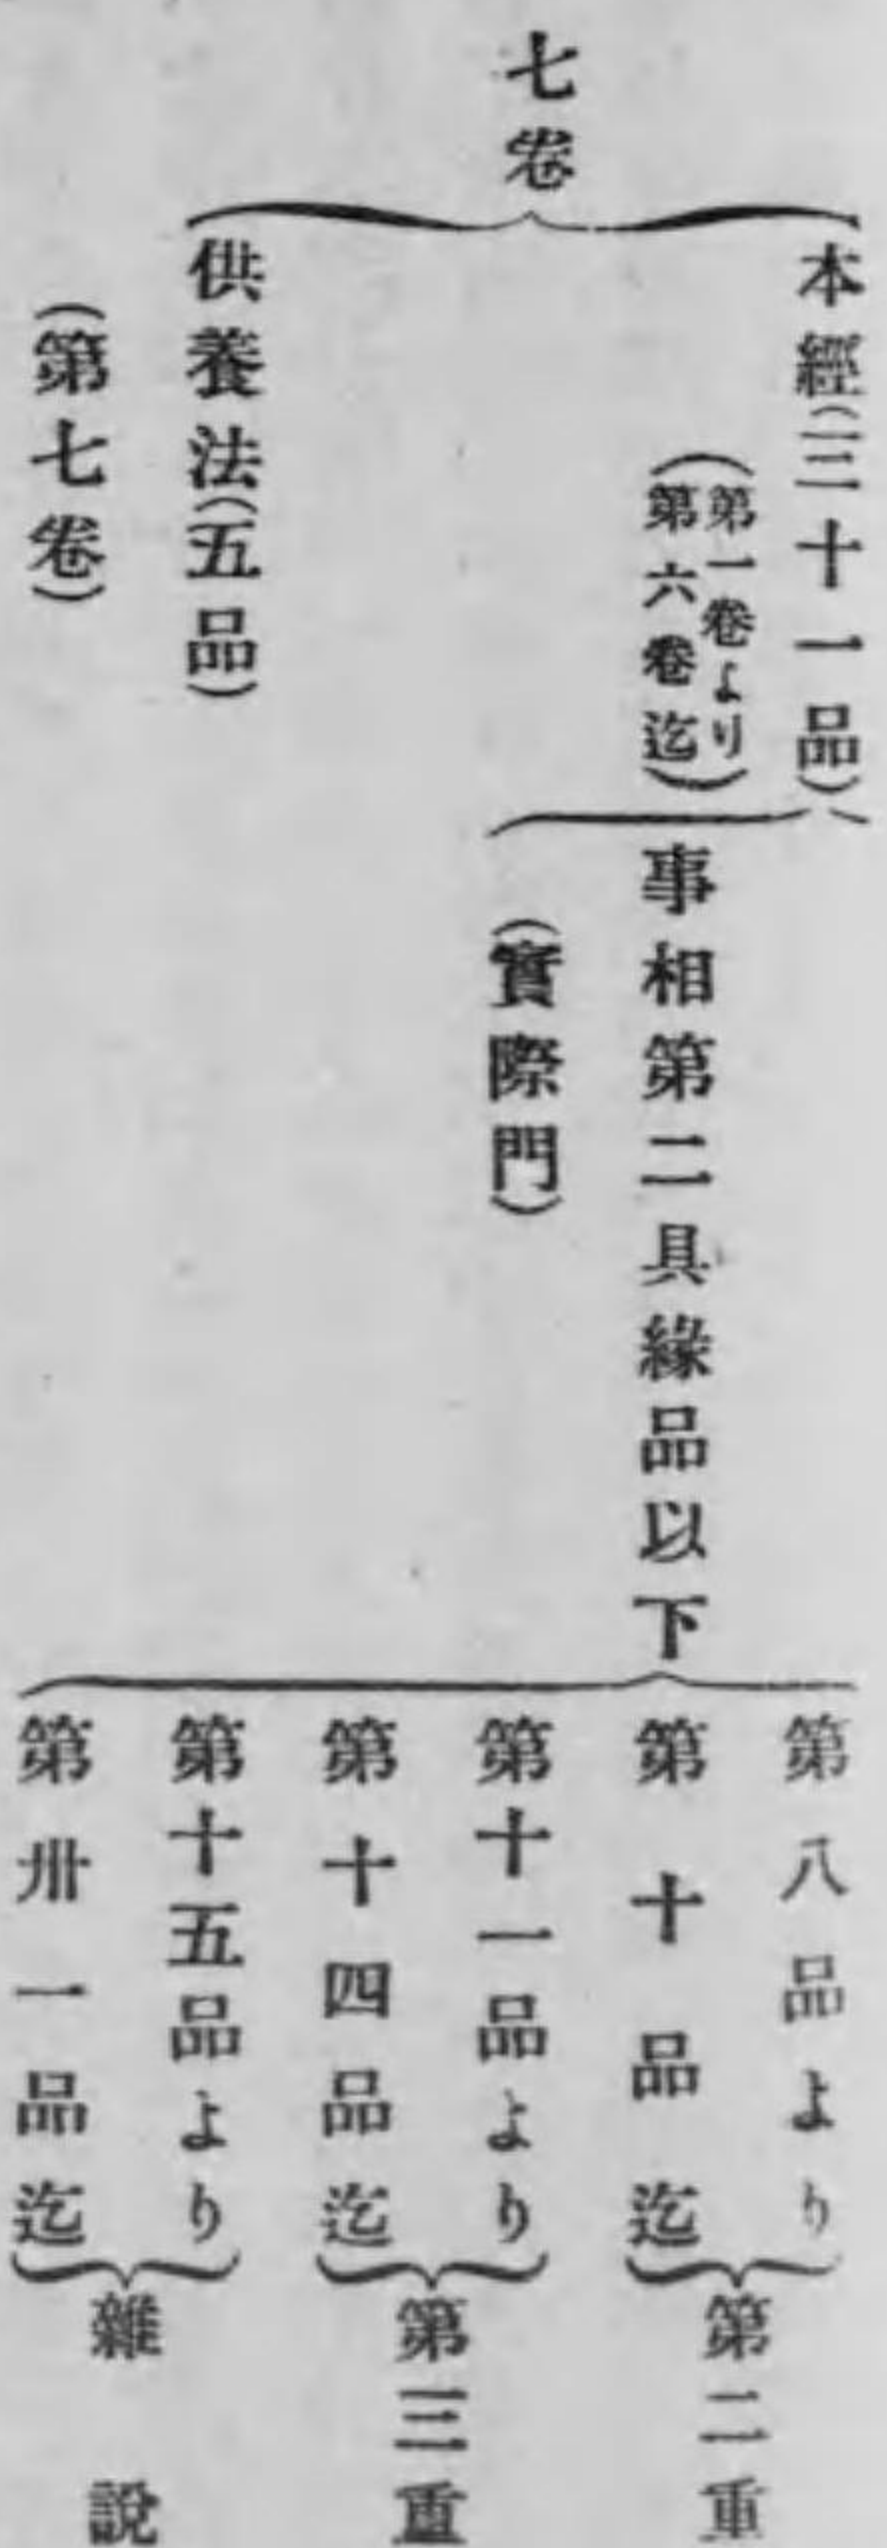 七卷
本經(三十一品)
(第一卷より
第六卷迄)
事相第二具緣品以下
(實際門)
第八品より
第十品迄
第二重
第十一品より
第十四品迄
第三重
第十五品より
第卅一品迄
雜說
供養法(五品)
(第七卷)